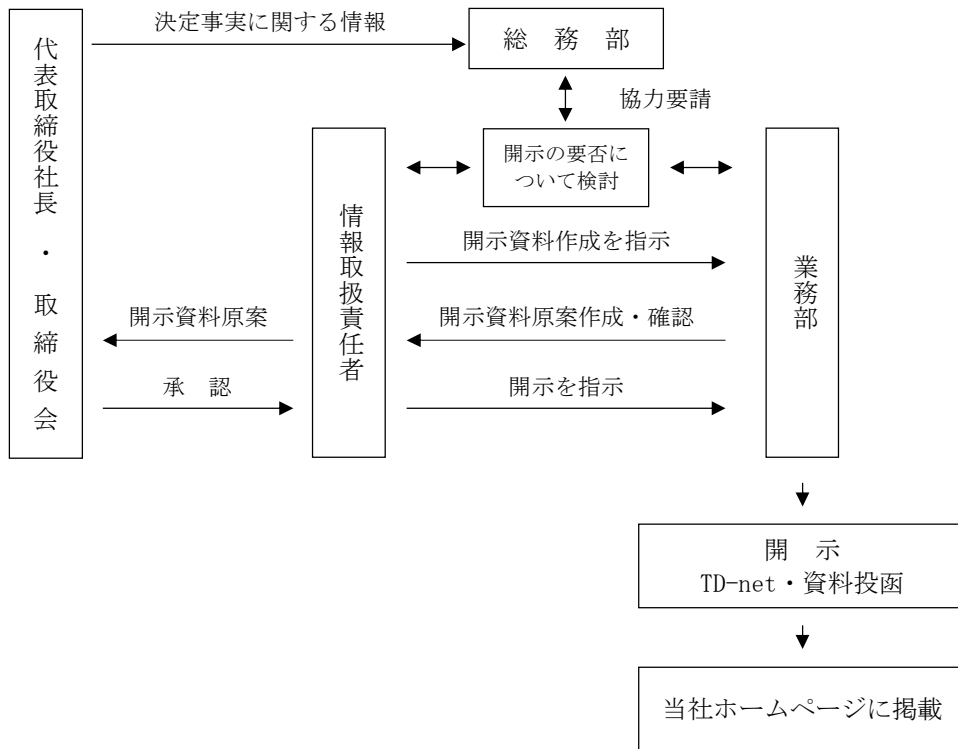 決定事実に関する情報
総　務　部
代表取締役社長　・　取締役会
協力要請
開示の要否に
ついて検討
情報取扱責任者
業務部
開示資料作成を指示
開示資料原案
開示資料原案作成・確認
承　認
開示を指示
開　示
TD-net・資料投函
当社ホームページに掲載